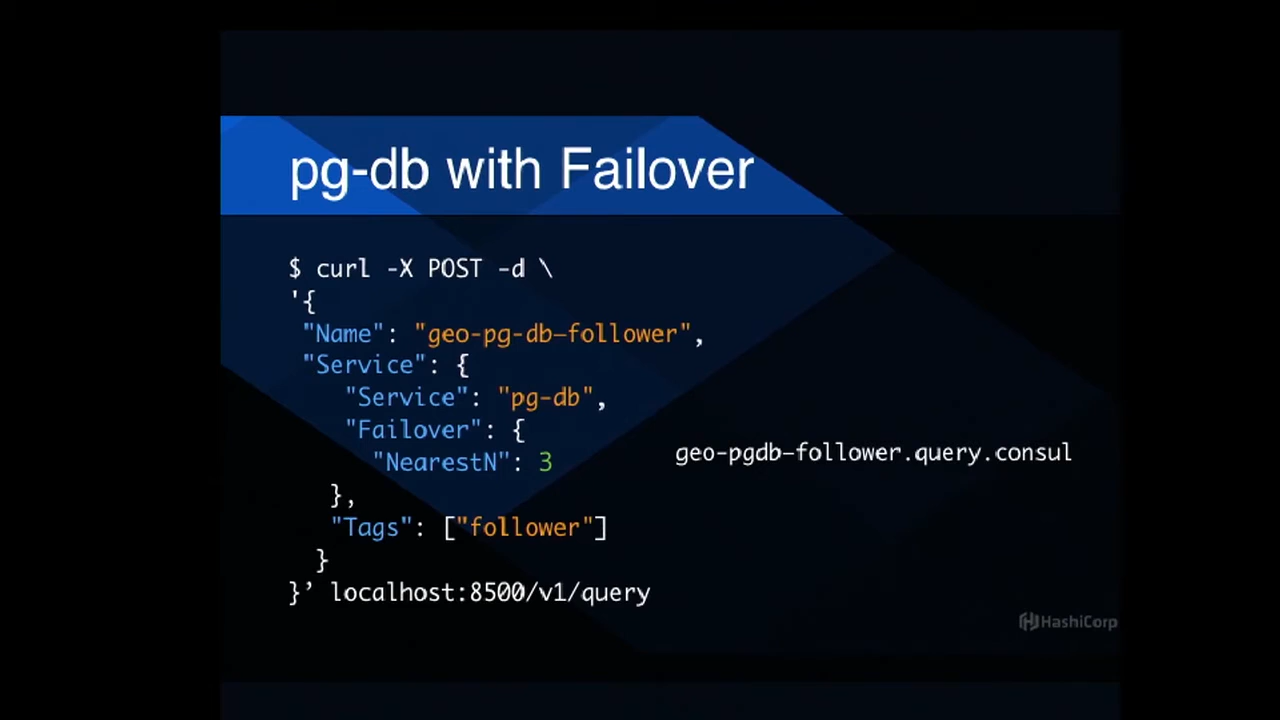 pg-db with Failover
$ curl -X POST -d \
'{
"Name": "geo-pg-db–follower",
"Service": {
"Service": "pg-db",
"Failover": {
"NearestN": 3
},
"Tags": ["follower"]
}
}’ localhost:8500/v1/query
geo-pgdb–follower.query.consul
HashiCorp